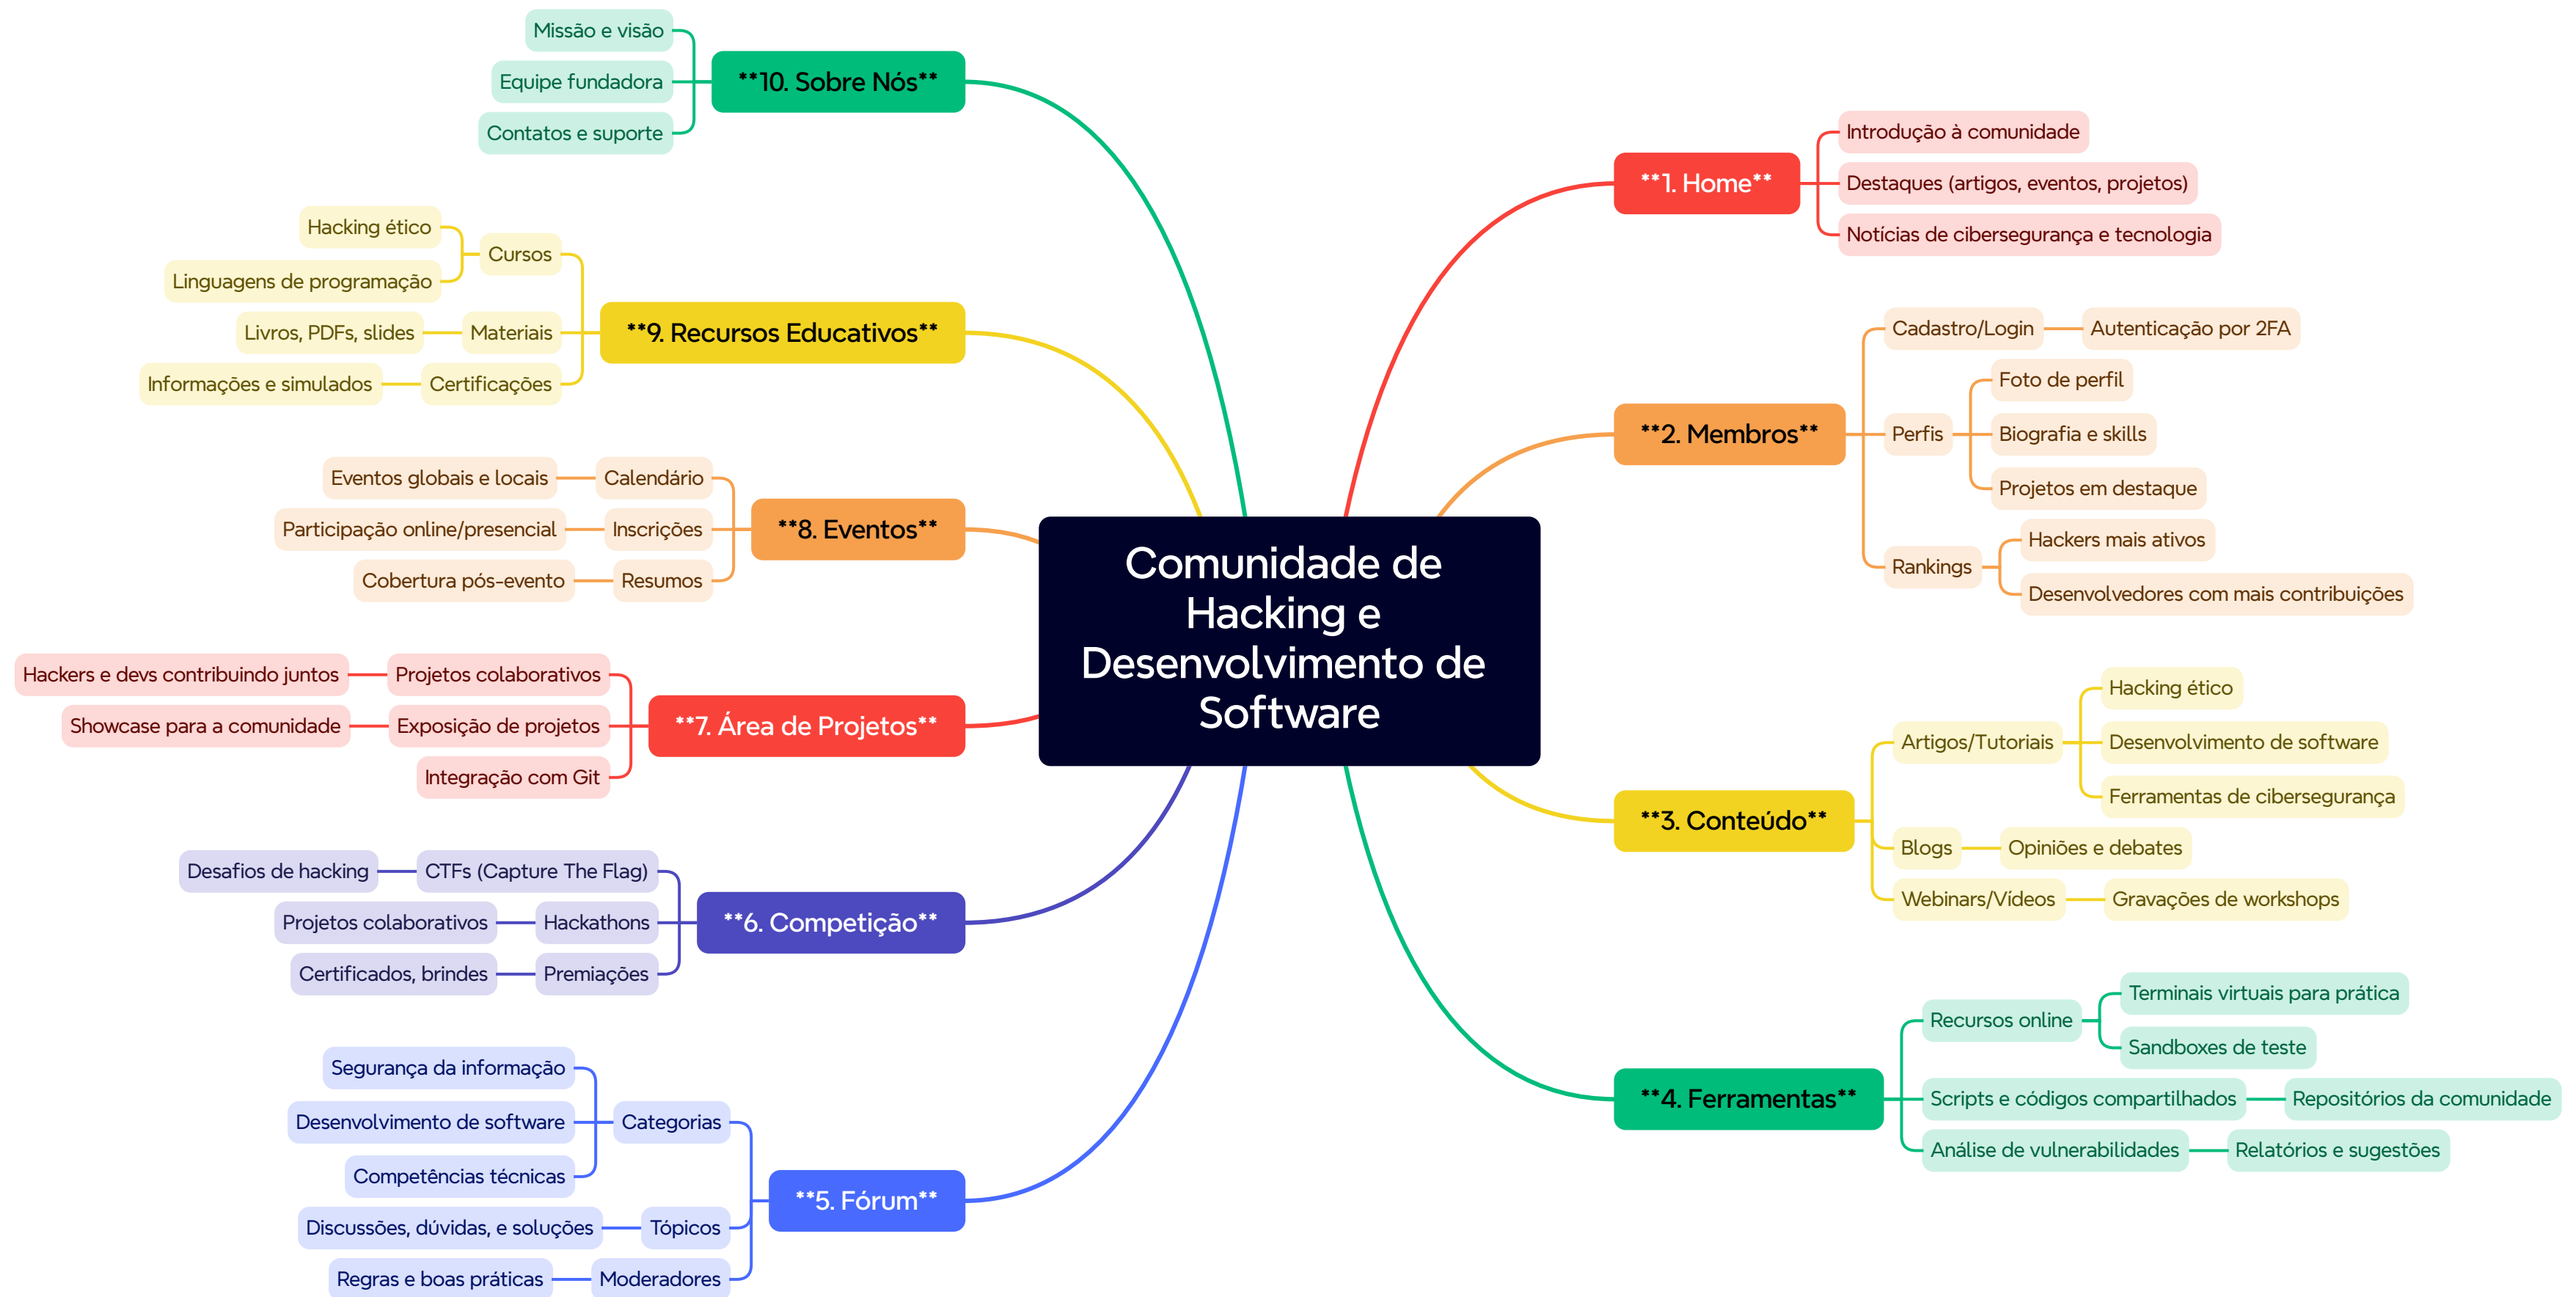 Comunidade de
Hacking e
Desenvolvimento de
Software
**1. Home**
Introdução à comunidade
Destaques (artigos, eventos, projetos)
Notícias de cibersegurança e tecnologia
**2. Membros**
Cadastro/Login
Autenticação por 2FA
Perfis
Foto de perfil
Biografia e skills
Projetos em destaque
Rankings
Hackers mais ativos
Desenvolvedores com mais contribuições
**3. Conteúdo**
Artigos/Tutoriais
Hacking ético
Desenvolvimento de software
Ferramentas de cibersegurança
Blogs
Opiniões e debates
Webinars/Vídeos
Gravações de workshops
**4. Ferramentas**
Recursos online
Terminais virtuais para prática
Sandboxes de teste
Scripts e códigos compartilhados
Repositórios da comunidade
Análise de vulnerabilidades
Relatórios e sugestões
**5. Fórum**
Categorias
Segurança da informação
Desenvolvimento de software
Competências técnicas
Tópicos
Discussões, dúvidas, e soluções
Moderadores
Regras e boas práticas
**6. Competição**
CTFs (Capture The Flag)
Desafios de hacking
Hackathons
Projetos colaborativos
Premiações
Certificados, brindes
**7. Área de Projetos**
Projetos colaborativos
Hackers e devs contribuindo juntos
Exposição de projetos
Showcase para a comunidade
Integração com Git
**8. Eventos**
Calendário
Eventos globais e locais
Inscrições
Participação online/presencial
Resumos
Cobertura pós-evento
**9. Recursos Educativos**
Cursos
Hacking ético
Linguagens de programação
Materiais
Livros, PDFs, slides
Certificações
Informações e simulados
**10. Sobre Nós**
Missão e visão
Equipe fundadora
Contatos e suporte